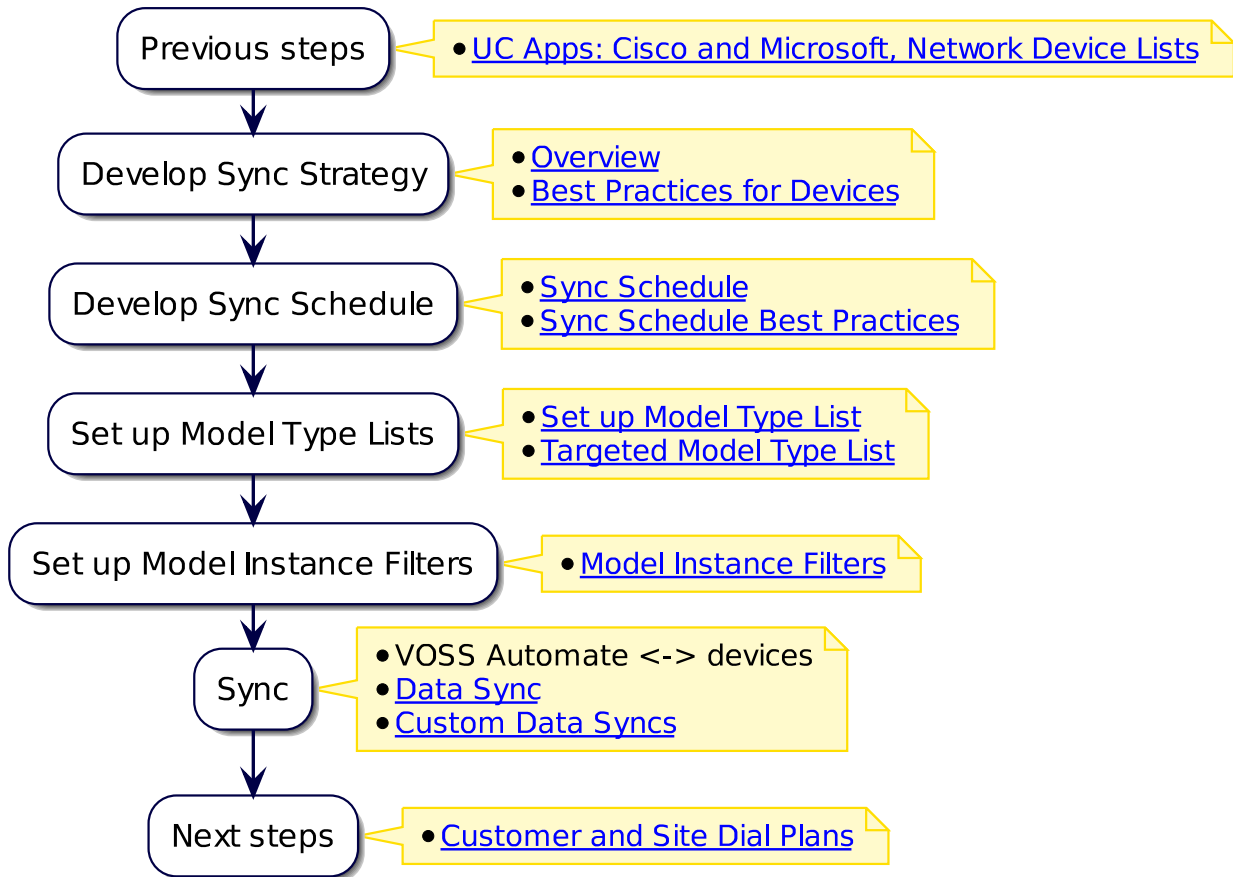 Previous steps
• UC Apps: Cisco and Microsoft, Network Device Lists
Develop Sync Strategy
• Overview
• Best Practices for Devices
Develop Sync Schedule
• Sync Schedule
• Sync Schedule Best Practices
Set up Model Type Lists
• Set up Model Type List
• Targeted Model Type List
Set up Model Instance Filters
• Model Instance Filters
Sync
• VOSS Automate <-> devices
• Data Sync
• Custom Data Syncs
Next steps
• Customer and Site Dial Plans